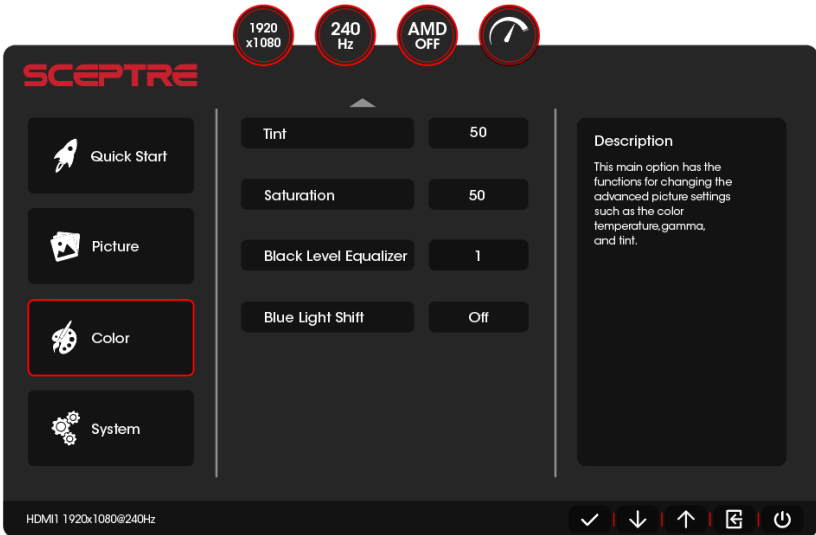 1920
x1080
240
Hz
AMD
OFF
SCEPTRE
Quick Start
Picture
Color
System
Tint 50
Saturation 50
Black Level Equalizer 1
Blue Light Shift Off
Description
This main option has the
functions for changing the
advanced picture settings
such as the color
temperature,gamma,
and tint.
HDMI1 1920x1080@240Hz